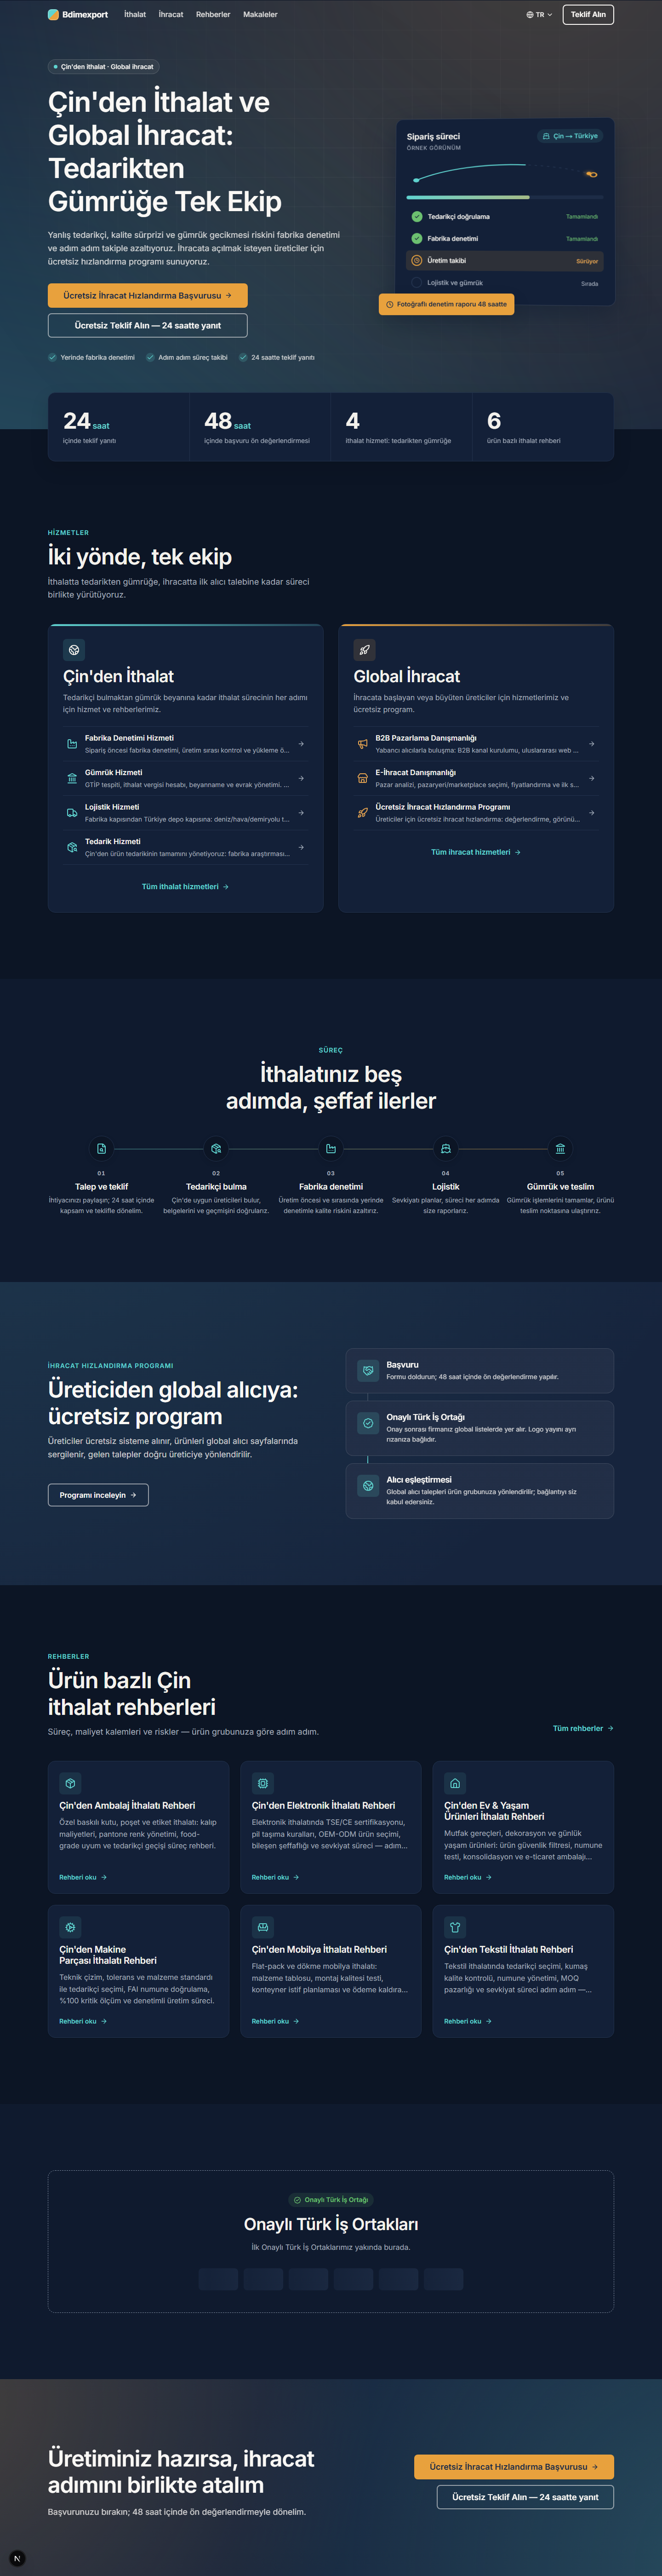 Bdimexport
İthalat
İhracat
Rehberler
Makaleler
TR
Teklif Alın
Çin'den ithalat · Global ihracat
Çin'den İthalat ve
Global İhracat:
Tedarikten
Gümrüğe Tek Ekip
Yanlış tedarikçi, kalite sürprizi ve gümrük gecikmesi riskini fabrika denetimi
ve adım adım takiple azaltıyoruz. İhracata açılmak isteyen üreticiler için
ücretsiz hızlandırma programı sunuyoruz.
Ücretsiz İhracat Hızlandırma Başvurusu →
Ücretsiz Teklif Alın — 24 saatte yanıt
Yerinde fabrika denetimi
Adım adım süreç takibi
24 saatte teklif yanıtı
Sipariş süreci
ÖRNEK GÖRÜNÜM
Çin → Türkiye
Tedarikçi doğrulama
Tamamlandı
Fabrika denetimi
Tamamlandı
Üretim takibi
Sürüyor
Lojistik ve gümrük
Sırada
Fotoğraflı denetim raporu 48 saatte
24 saat
içinde teklif yanıtı
48 saat
içinde başvuru ön değerlendirmesi
4
ithalat hizmeti: tedarikten gümrüğe
6
ürün bazlı ithalat rehberi
HİZMETLER
İki yönde, tek ekip
İthalatta tedarikten gümrüğe, ihracatta ilk alıcı talebine kadar süreci
birlikte yürütüyoruz.
Çin'den İthalat
Tedarikçi bulmaktan gümrük beyanına kadar ithalat sürecinin her adımı
için hizmet ve rehberlerimiz.
Fabrika Denetimi Hizmeti
Sipariş öncesi fabrika denetimi, üretim sırası kontrol ve yükleme ö...
Gümrük Hizmeti
GTİP tespiti, ithalat vergisi hesabı, beyanname ve evrak yönetimi. ...
Lojistik Hizmeti
Fabrika kapısından Türkiye depo kapısına: deniz/hava/demiryolu t...
Tedarik Hizmeti
Çin'den ürün tedarikinin tamamını yönetiyoruz: fabrika araştırması...
Tüm ithalat hizmetleri →
Global İhracat
İhracata başlayan veya büyüten üreticiler için hizmetlerimiz ve
ücretsiz program.
B2B Pazarlama Danışmanlığı
Yabancı alıcılarla buluşma: B2B kanal kurulumu, uluslararası web ...
E-İhracat Danışmanlığı
Pazar analizi, pazaryeri/marketplace seçimi, fiyatlandırma ve ilk s...
Ücretsiz İhracat Hızlandırma Programı
Üreticiler için ücretsiz ihracat hızlandırma: değerlendirme, görünü...
Tüm ihracat hizmetleri →
SÜREÇ
İthalatınız beş
adımda, şeffaf ilerler
01
Talep ve teklif
İhtiyacınızı paylaşın; 24 saat içinde
kapsam ve teklifle dönelim.
02
Tedarikçi bulma
Çin'de uygun üreticileri bulur,
belgelerini ve geçmişini doğrularız.
03
Fabrika denetimi
Üretim öncesi ve sırasında yerinde
denetimle kalite riskini azaltırız.
04
Lojistik
Sevkiyatı planlar, süreci her adımda
size raporlarız.
05
Gümrük ve teslim
Gümrük işlemlerini tamamlar, ürünü
teslim noktasına ulaştırırız.
İHRACAT HIZLANDIRMA PROGRAMI
Üreticiden global alıcıya:
ücretsiz program
Üreticiler ücretsiz sisteme alınır, ürünleri global alıcı sayfalarında
sergilenir, gelen talepler doğru üreticiye yönlendirilir.
Programı inceleyin →
Başvuru
Formu doldurun; 48 saat içinde ön değerlendirme yapılır.
Onaylı Türk İş Ortağı
Onay sonrası firmanız global listelerde yer alır. Logo yayını ayrı
rızanıza bağlıdır.
Alıcı eşleştirmesi
Global alıcı talepleri ürün grubunuza yönlendirilir; bağlantıyı siz
kabul edersiniz.
REHBERLER
Ürün bazlı Çin
ithalat rehberleri
Süreç, maliyet kalemleri ve riskler — ürün grubunuza göre adım adım.
Tüm rehberler →
Çin'den Ambalaj İthalatı Rehberi
Özel baskılı kutu, poşet ve etiket ithalatı: kalıp
maliyetleri, pantone renk yönetimi, food-
grade uyum ve tedarikçi geçişi süreç rehberi.
Rehberi oku →
Çin'den Elektronik İthalatı Rehberi
Elektronik ithalatında TSE/CE sertifikasyonu,
pil taşıma kuralları, OEM-ODM ürün seçimi,
bileşen şeffaflığı ve sevkiyat süreci — adım...
Rehberi oku →
Çin'den Ev & Yaşam
Ürünleri İthalatı Rehberi
Mutfak gereçleri, dekorasyon ve günlük
yaşam ürünleri: ürün güvenlik filtresi, numune
testi, konsolidasyon ve e-ticaret ambalajı...
Rehberi oku →
Çin'den Makine
Parçası İthalatı Rehberi
Teknik çizim, tolerans ve malzeme standardı
ile tedarikçi seçimi, FAI numune doğrulama,
%100 kritik ölçüm ve denetimli üretim süreci.
Rehberi oku →
Çin'den Mobilya İthalatı Rehberi
Flat-pack ve dökme mobilya ithalatı:
malzeme tablosu, montaj kalitesi testi,
konteyner istif planlaması ve ödeme kaldıra...
Rehberi oku →
Çin'den Tekstil İthalatı Rehberi
Tekstil ithalatında tedarikçi seçimi, kumaş
kalite kontrolü, numune yönetimi, MOQ
pazarlığı ve sevkiyat süreci adım adım —...
Rehberi oku →
Onaylı Türk İş Ortağı
Onaylı Türk İş Ortakları
İlk Onaylı Türk İş Ortaklarımız yakında burada.
Üretiminiz hazırsa, ihracat
adımını birlikte atalım
Başvurunuzu bırakın; 48 saat içinde ön değerlendirmeyle dönelim.
Ücretsiz İhracat Hızlandırma Başvurusu →
Ücretsiz Teklif Alın — 24 saatte yanıt
N